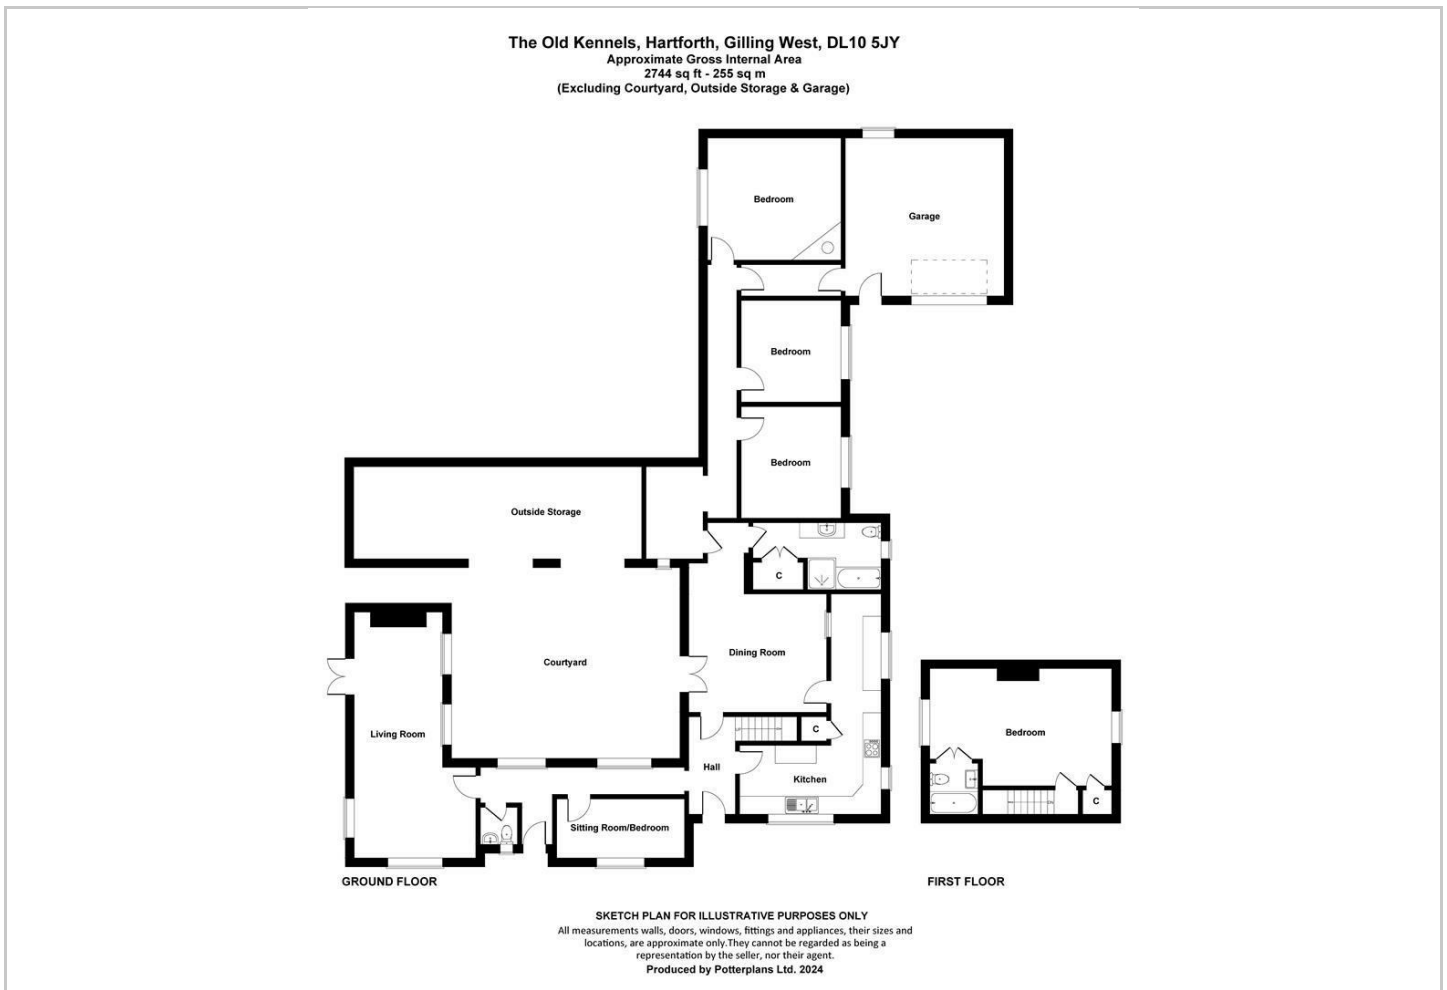 The Old Kennels, Hartforth, Gilling West, DL10 5JY
Approximate Gross Internal Area
2744 sq ft - 255 sq m
(Excluding Courtyard, Outside Storage & Garage)
Bedroom
Garage
Bedroom
Bedroom
Outside Storage
C
Dining Room
Courtyard
Living Room
C
Hall
Kitchen
Sitting Room/Bedroom
Bedroom
C
GROUND FLOOR
FIRST FLOOR
SKETCH PLAN FOR ILLUSTRATIVE PURPOSES ONLY
All measurements walls, doors, windows, fittings and appliances, their sizes and
locations, are approximate only.They cannot be regarded as being a
representation by the seller, nor their agent.
Produced by Potterplans Ltd. 2024